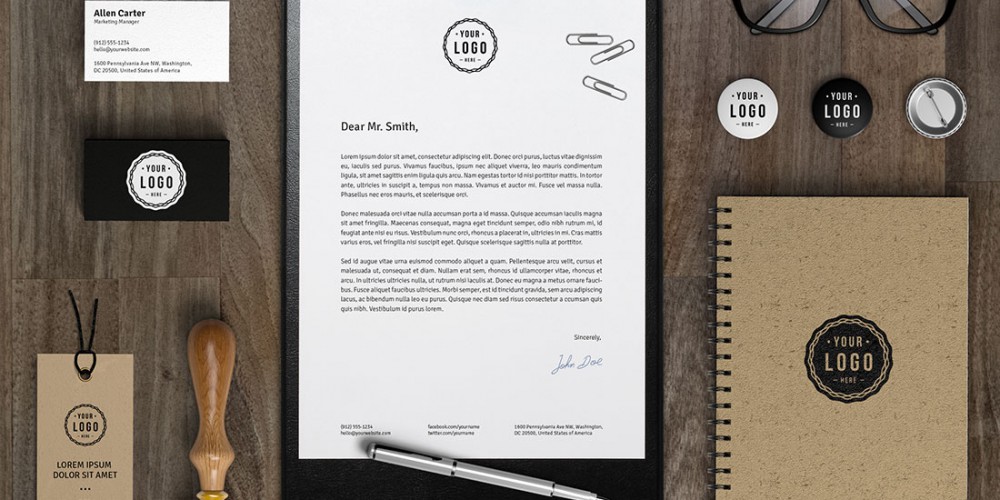 Allen Carter
Marketing Manager
(912) 555-1234
hello@yourwebsite.com
1600 Pennsylvania Ave NW, Washington,
DC 20500, United States of America
YOUR
LOGO
HERE
LOREM IPSUM
DOLOR SIT AMET
YOUR
LOGO
HERE
YOUR
LOGO
HERE
Dear Mr. Smith,
Lorem ipsum dolor sit amet, consectetur adipiscing elit. Donec orci purus, luctus vitae dignissim
eu, iaculis sed purus. Vivamus faucibus, ipsum nec aliquet viverra, leo mauris condimentum
ligula, sit amet sagittis enim ligula quis arcu. Nam egestas tortor id nisl porttitor mattis. In tortor
ante, ultricies in suscipit a, tempus non massa. Vivamus et auctor mi. Fusce vel massa nulla.
Phasellus nec eros mauris, et scelerisque orci.
Donec malesuada orci vitae nulla accumsan porta a id massa. Quisque accumsan iaculis magna
sit amet fringilla. Maecenas consequat, magna eget tincidunt semper, odio nibh rutrum mi, id
feugiat ante nisl eu risus. Vestibulum nunc orci, rhoncus a placerat in, ultricies in mi. Cras mattis
varius eros, vel fringilla nisl suscipit eget. Quisque scelerisque sagittis nulla at porttitor.
Sed id augue vitae urna euismod commodo aliquet a quam. Pellentesque arcu velit, cursus et
malesuada ut, consequat et diam. Nullam erat sem, rhoncus id ullamcorper vitae, rhoncus et
arcu. In ultricies nulla, ut rutrum nisl iaculis ut. Donec eu magna a metus ornare fauci-
bus. Fusce aliquet faucibus ultricies. Morbi semper, est id tincidunt gravida, sem arcu adipiscing
lacus, ac bibendum nulla leo eu purus. Quisque nec diam sed risus consectetur a cumsan quis
quis nibh. Vestibulum id purus lorem.
Sincerely,
John Doe
(912) 555-1234
hello@yourwebsite.com
facebook.com/yourname
twitter.com/yourname
1600 Pennsylvania Ave NW, Washington,
DC 20500, United States of America
YOUR
LOGO
HERE
YOUR
LOGO
HERE
YOUR
LOGO
HERE